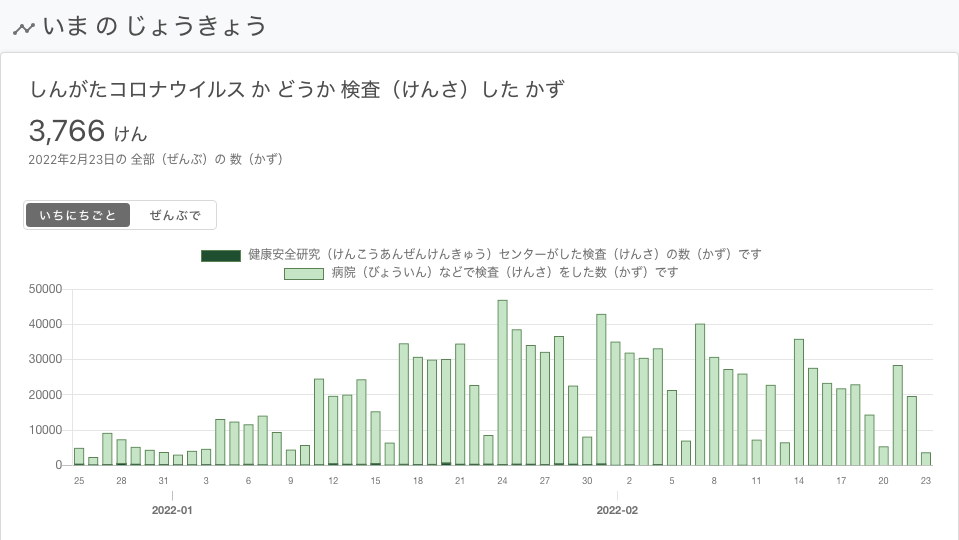 いま の じょうきょう
しんがたコロナウイルス か どうか 検査（けんさ）した かず
3,766 けん
2022年2月23日の 全部（ぜんぶ）の 数（かず）
いちにちごと ぜんぶで
健康安全研究（けんこうあんぜんけんきゅう）センターがした検査（けんさ）の数（かず）です
病院（びょういん）などで検査（けんさ）をした数（かず）です
50000
40000
30000
20000
10000
0
25 28 31 3 6 9 12 15 18 21 24 27 30 2 5 8 11 14 17 20 23
2022-01 2022-02